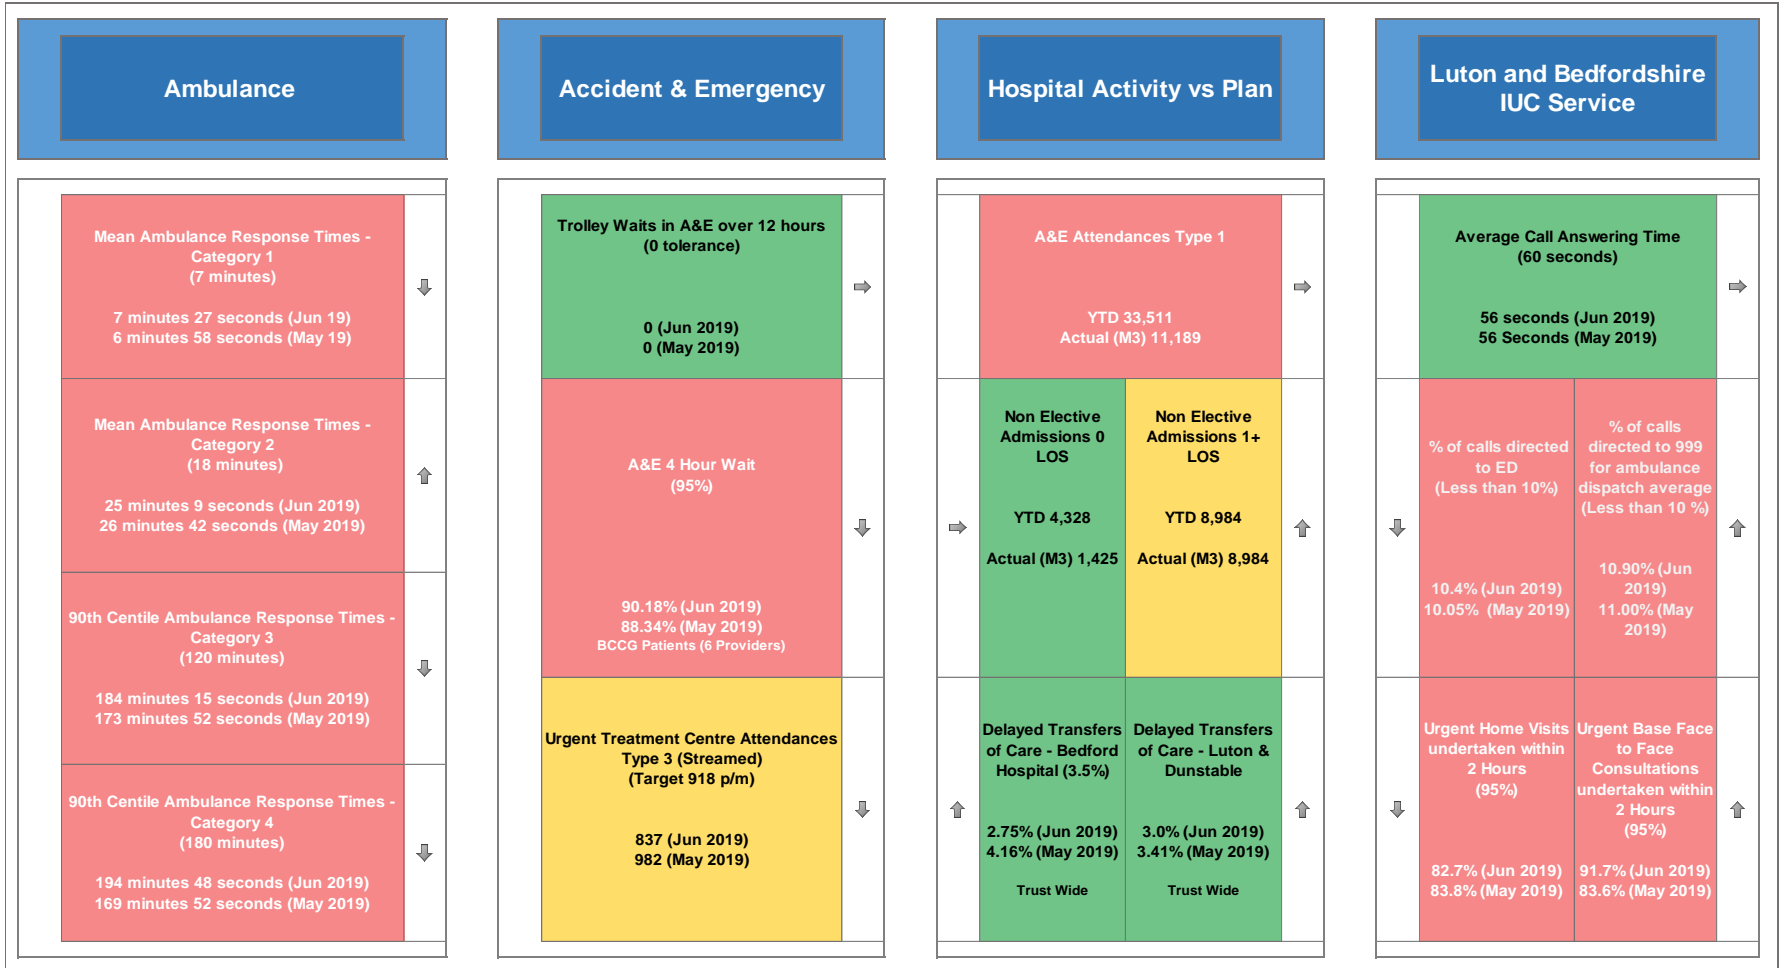 Ambulance
Mean Ambulance Response Times -
Category 1
(7 minutes)
7 minutes 27 seconds (Jun 19)
6 minutes 58 seconds (May 19)
Mean Ambulance Response Times -
Category 2
(18 minutes)
25 minutes 9 seconds (Jun 2019)
26 minutes 42 seconds (May 2019)
90th Centile Ambulance Response Times -
Category 3
(120 minutes)
184 minutes 15 seconds (Jun 2019)
173 minutes 52 seconds (May 2019)
90th Centile Ambulance Response Times -
Category 4
(180 minutes)
194 minutes 48 seconds (Jun 2019)
169 minutes 52 seconds (May 2019)
Accident & Emergency
Trolley Waits in A&E over 12 hours
(0 tolerance)
0 (Jun 2019)
0 (May 2019)
A&E 4 Hour Wait
(95%)
90.18% (Jun 2019)
88.34% (May 2019)
BCCG Patients (6 Providers)
Urgent Treatment Centre Attendances
Type 3 (Streamed)
(Target 918 p/m)
837 (Jun 2019)
982 (May 2019)
Hospital Activity vs Plan
A&E Attendances Type 1
YTD 33,511
Actual (M3) 11,189
Non Elective
Admissions 0
LOS
YTD 4,328
Actual (M3) 1,425
Non Elective
Admissions 1+
LOS
YTD 8,984
Actual (M3) 8,984
Delayed Transfers
of Care - Bedford
Hospital (3.5%)
2.75% (Jun 2019)
4.16% (May 2019)
Trust Wide
Delayed Transfers
of Care - Luton &
Dunstable
3.0% (Jun 2019)
3.41% (May 2019)
Trust Wide
Luton and Bedfordshire
IUC Service
Average Call Answering Time
(60 seconds)
56 seconds (Jun 2019)
56 Seconds (May 2019)
% of calls directed
to ED
(Less than 10%)
10.4% (Jun 2019)
10.05% (May 2019)
% of calls
directed to 999
for ambulance
dispatch average
(Less than 10 %)
10.90% (Jun
2019)
11.00% (May
2019)
Urgent Home Visits
undertaken within
2 Hours
(95%)
82.7% (Jun 2019)
83.8% (May 2019)
Urgent Base Face
to Face
Consultations
undertaken within
2 Hours
(95%)
91.7% (Jun 2019)
83.6% (May 2019)